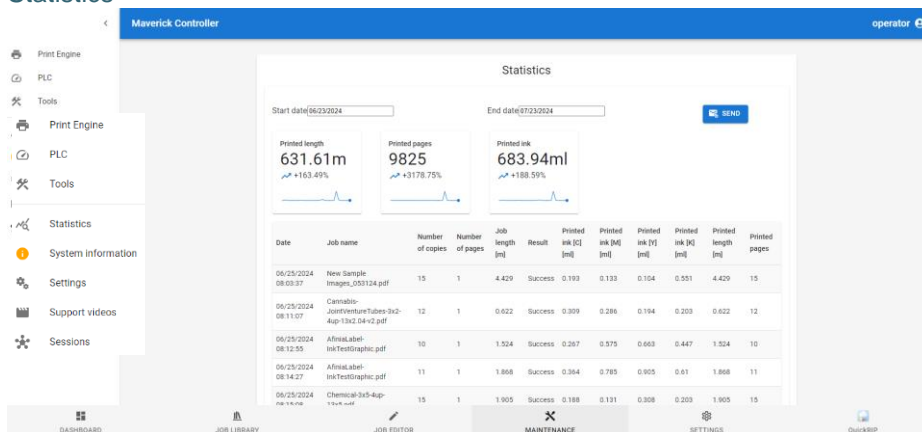 Statistics
Maverick Controller
operator
Print Engine
PLC
Tools
Print Engine
PLC
Tools
Statistics
System information
Settings
Support videos
Sessions
Statistics
Start date 06/23/2024 End date 07/23/2024 SEND
Printed length Printed pages Printed ink
631.61m 9825 683.94ml
+163.49% +3178.75% +188.59%
Date Job name Number of copies Number of pages Job length [m] Result Printed ink [C] [ml] Printed ink [M] [ml] Printed ink [Y] [ml] Printed ink [K] [ml] Printed length [m] Printed pages
06/25/2024 08:03:37 New Sample Images_053124.pdf 15 1 4.429 Success 0.193 0.133 0.104 0.551 4.429 15
06/25/2024 08:11:07 Cannabis-JointVentureTubes-3x2-4up-13x2.04-v2.pdf 12 1 0.622 Success 0.309 0.286 0.194 0.203 0.622 12
06/25/2024 08:12:55 AfiniaLabel-InkTestGraphic.pdf 10 1 1.524 Success 0.267 0.575 0.663 0.447 1.524 10
06/25/2024 08:14:27 AfiniaLabel-InkTestGraphic.pdf 11 1 1.868 Success 0.364 0.785 0.905 0.61 1.868 11
06/25/2024 Chemical-3x5-4up- 15 1 1.905 Success 0.188 0.131 0.308 0.203 1.905 15
DASHBOARD JOB LIBRARY JOB EDITOR MAINTENANCE SETTINGS QuickRIP